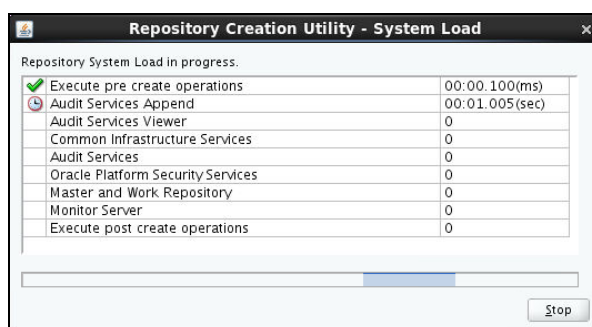 Repository Creation Utility - System Load
Repository System Load in progress.
Execute pre create operations 00:00.100(ms)
Audit Services Append 00:01.005(sec)
Audit Services Viewer 0
Common Infrastructure Services 0
Audit Services 0
Oracle Platform Security Services 0
Master and Work Repository 0
Monitor Server 0
Execute post create operations 0
Stop